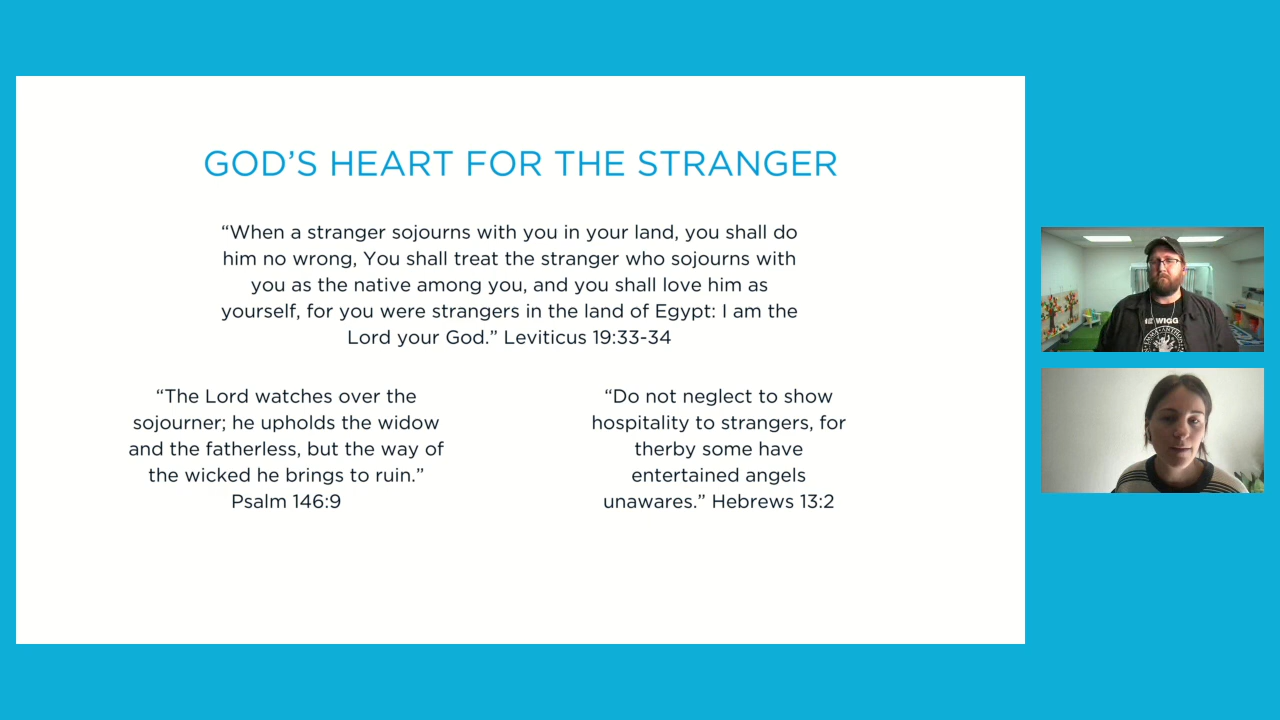 GOD’S HEART FOR THE STRANGER
“When a stranger sojourns with you in your land, you shall do
him no wrong, You shall treat the stranger who sojourns with
you as the native among you, and you shall love him as
yourself, for you were strangers in the land of Egypt: I am the
Lord your God.” Leviticus 19:33-34
“The Lord watches over the
sojourner; he upholds the widow
and the fatherless, but the way of
the wicked he brings to ruin.”
Psalm 146:9
“Do not neglect to show
hospitality to strangers, for
therby some have
entertained angels
unawares.” Hebrews 13:2